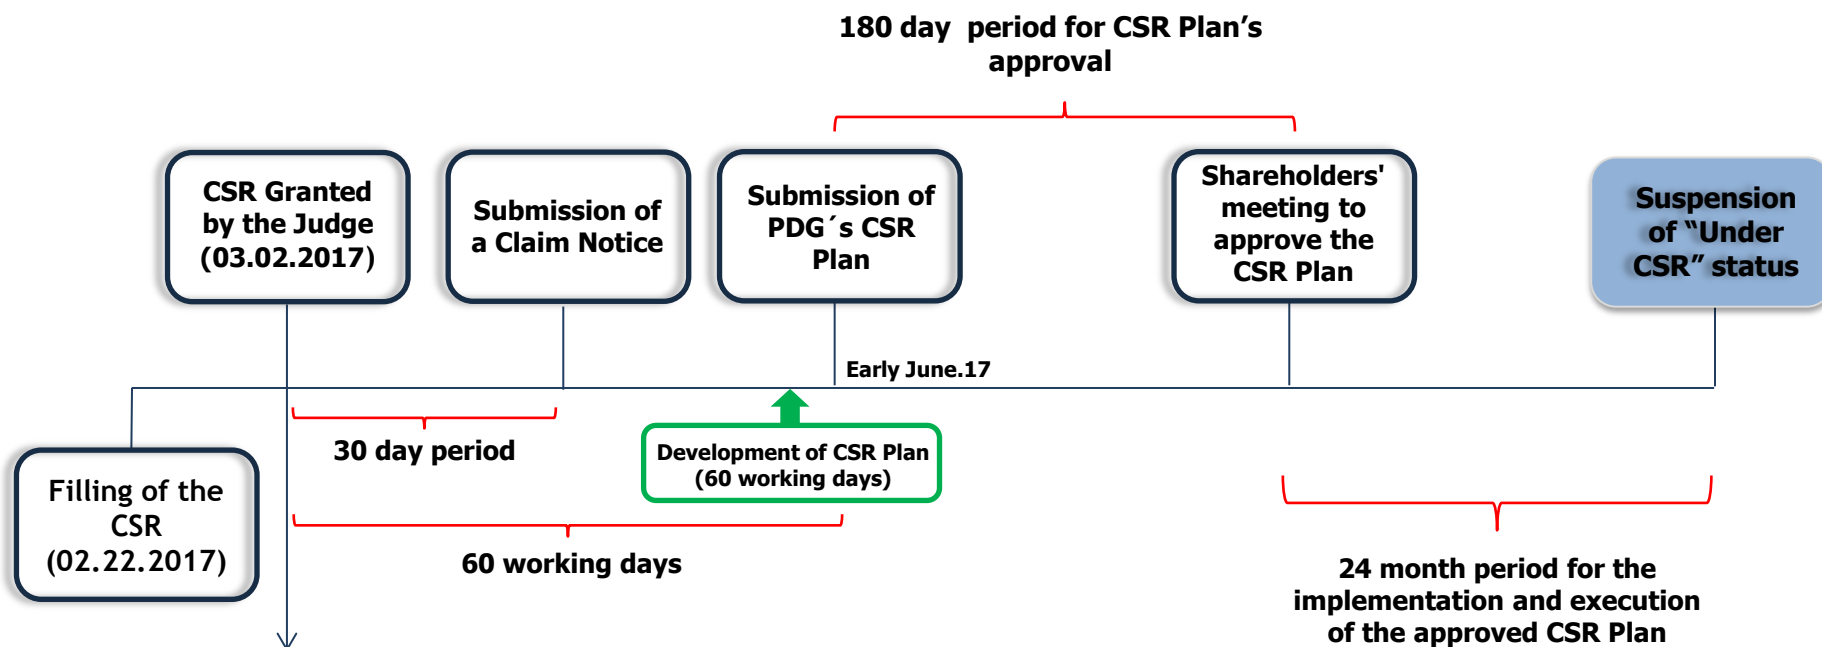 180 day  period for CSR Plan’s
approval
CSR Granted
by the Judge
(03.02.2017)
Submission of
a Claim Notice
Submission of
PDG´s CSR
Plan
Shareholders'
meeting to
approve the
CSR Plan
Suspension
of “Under
CSR” status
Early June.17
30 day period
Development of CSR Plan
(60 working days)
Filling of the
CSR
(02.22.2017)
60 working days
24 month period for the
implementation and execution
of the approved CSR Plan